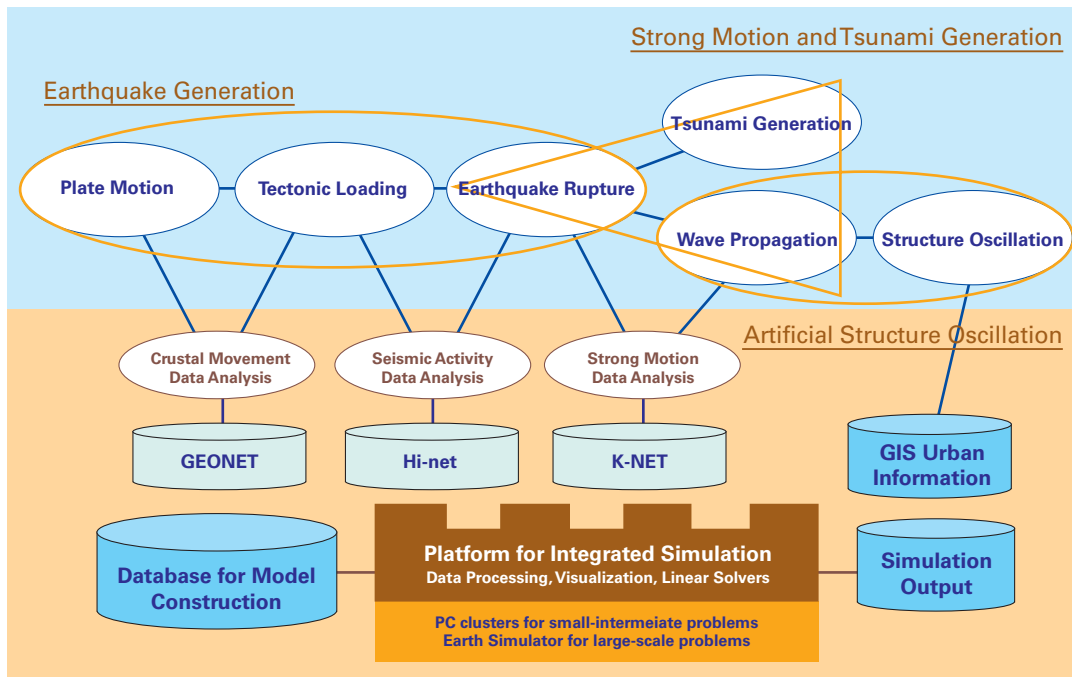 Strong Motion and Tsunami Generation
Earthquake Generation
Tsunami Generation
Plate Motion
Tectonic Loading
Earthquake Rupture
Wave Propagation
Structure Oscillation
Artificial Structure Oscillation
Crustal Movement
Data Analysis
Seismic Activity
Data Analysis
Strong Motion
Data Analysis
GEONET
Hi-net
K-NET
GIS Urban
Information
Database for Model
Construction
Platform for Integrated Simulation
Data Processing, Visualization, Linear Solvers
PC clusters for small-intermeiate problems
Earth Simulator for large-scale problems
Simulation
Output